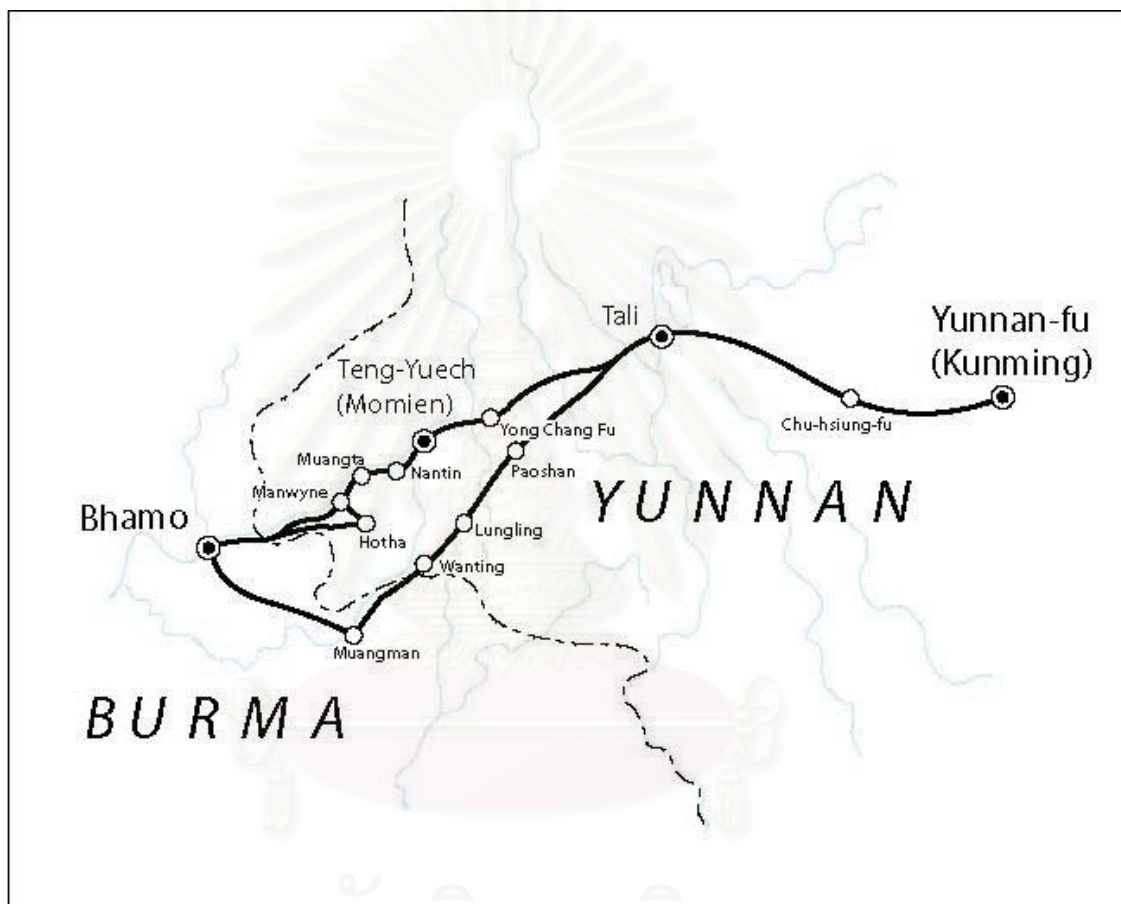 Tali
Yunnan-fu
(Kunming)
Teng-Yuech
(Momien)
Yong Chang Fu
Chu-hsiung-fu
Muangta
Nantin
Paoshan
Manwyne
YUNNAN
Bhamo
Hotha
Lungling
Wanting
Muangman
BURMA